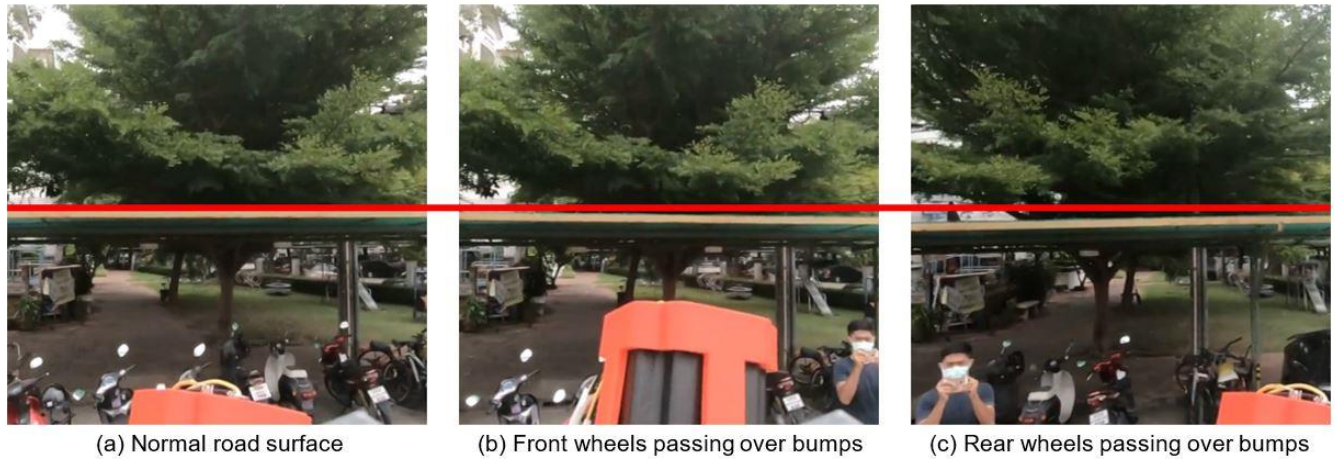 (a) Normal road surface
(b) Front wheels passing over bumps
(c) Rear wheels passing over bumps